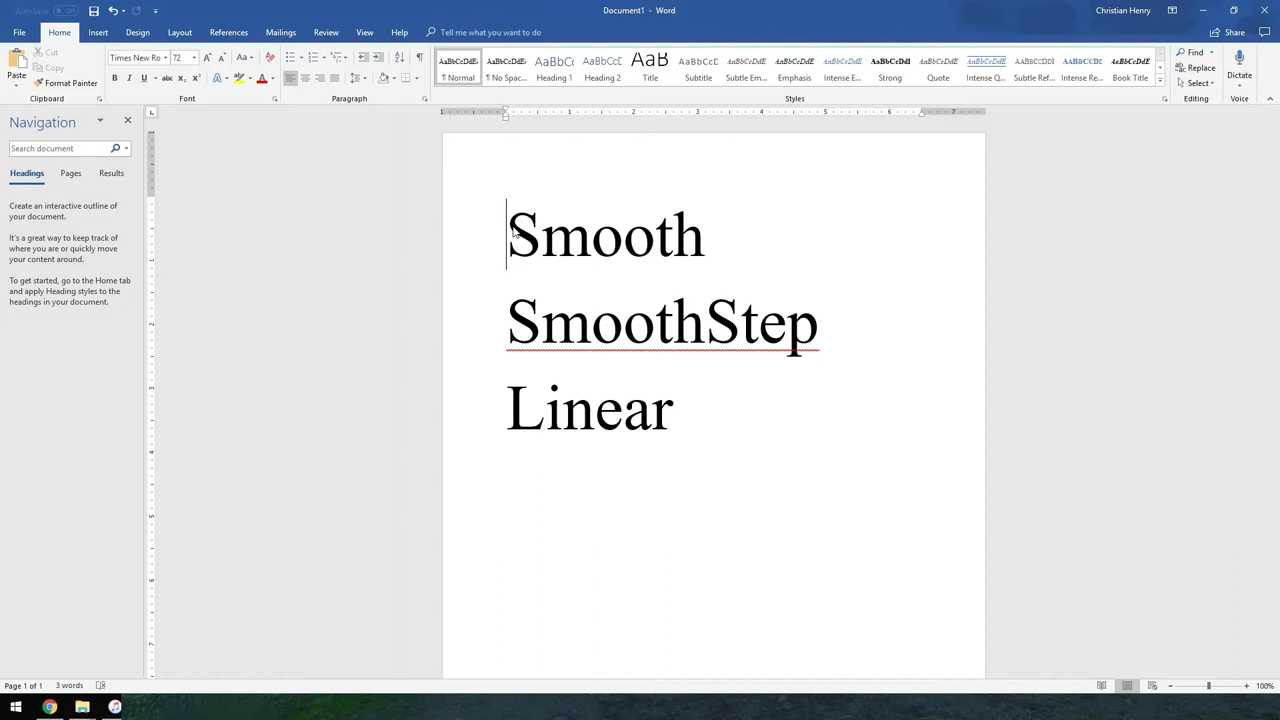 AutoSave
Document1 - Word
Christian Henry
File Home Insert Design Layout References Mailings Review View Help Tell me what you want to do
Share
Paste
Cut
Copy
Format Painter
Clipboard
Times New Ro 72
Font
Paragraph
AaBbCcDdE AaBbCcDdE AaBbCc AaBbCcD AaB AaBbCcD AaBbCcDdE AaBbCcDdE AaBbCcDdE AaBbCcDdE AaBbCcDdE AaBbCcDdE AaBbCcDdE AaBbCcDdE AaBbCcDdE
¶ Normal ¶ No Spac... Heading 1 Heading 2 Title Subtitle Subtle Em... Emphasis Intense E... Strong Quote Intense Q... Subtle Ref... Intense Re... Book Title
Styles
Find
Replace
Select
Editing
Dictate
Voice
Navigation
Search document
Headings Pages Results
Create an interactive outline of
your document.
It's a great way to keep track of
where you are or quickly move
your content around.
To get started, go to the Home tab
and apply Heading styles to the
headings in your document.
Smooth
SmoothStep
Linear
Page 1 of 1 3 words
100%